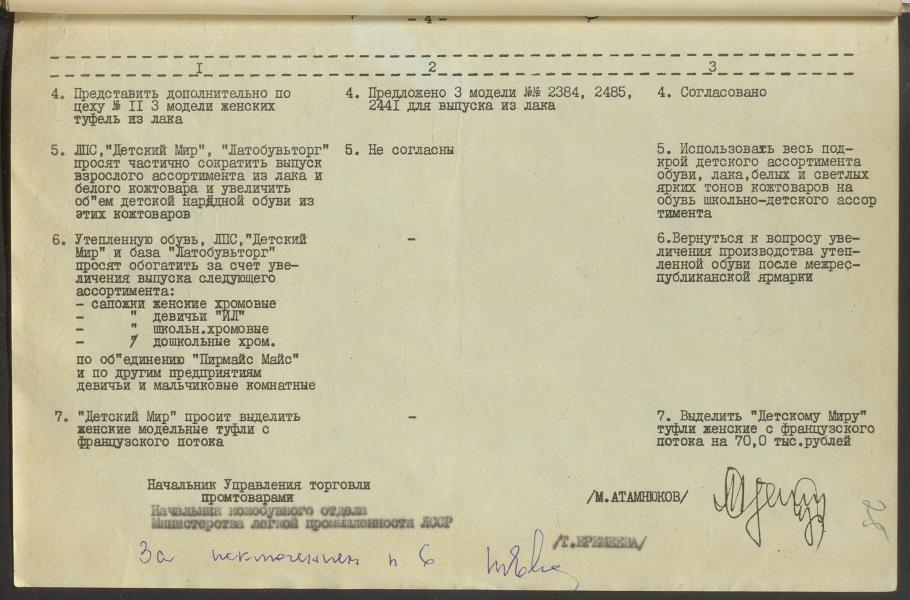 - 4 -
I 2 3
4. Представить дополнительно по
цеху № II 3 модели женских
туфель из лака
4. Предложено 3 модели №№ 2384, 2485,
244I для выпуска из лака
4. Согласовано
5. ЛПС,"Детский Мир", "Латобувьторг"
просят частично сократить выпуск
взрослого ассортимента из лака и
белого кожтовара и увеличить
об"ем детской нарядной обуви из
этих кожтоваров
5. Не согласны
5. Использовать весь под-
крой детского ассортимента
обуви, лака,белых и светлых
ярких тонов кожтоваров на
обувь школьно-детского ассор
тимента
6. Утепленную обувь, ЛПС,"Детский
Мир" и база "Латобувьторг"
просят обогатить за счет уве-
личения выпуска следующего
ассортимента:
- сапожки женские хромовые
- " девичьи "ИЛ"
- " школьн.хромовые
- " дошкольные хром.
по об"единению "Пирмайс Майс"
и по другим предприятиям
девичьи и мальчиковые комнатные
-
6.Вернуться к вопросу уве-
личения производства утеп-
ленной обуви после межрес-
публиканской ярмарки
7. "Детский Мир" просит выделить
женские модельные туфли с
французского потока
-
7. Выделить "Детскому Миру"
туфли женские с французского
потока на 70,0 тыс.рублей
Начальник Управления торговли
промтоварами
/М.АТАМНЮКОВ/
Начальник кожобувного отдела
Министерства легкой промышленности ЛССР
/Т.ЕРЕМЕЕВА/
За исключением п 6
28